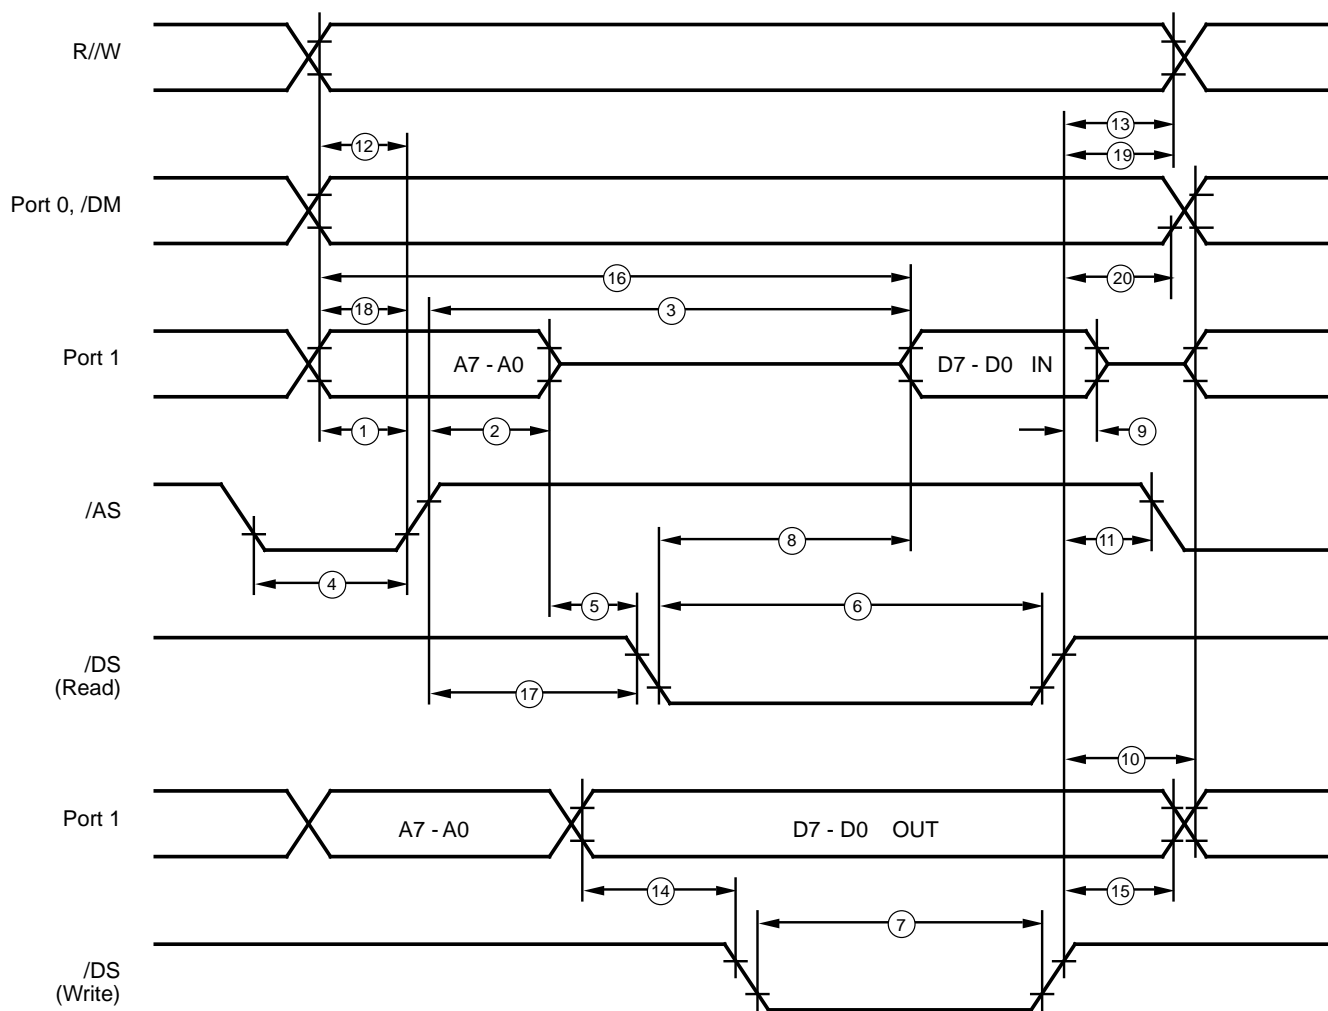 R//W
13
12
19
Port 0, /DM
16
20
18
3
Port 1
A7 - A0
D7 - D0 IN
1
2
9
/AS
8
11
4
5
6
/DS
(Read)
17
10
Port 1
A7 - A0
D7 - D0 OUT
14
15
7
/DS
(Write)